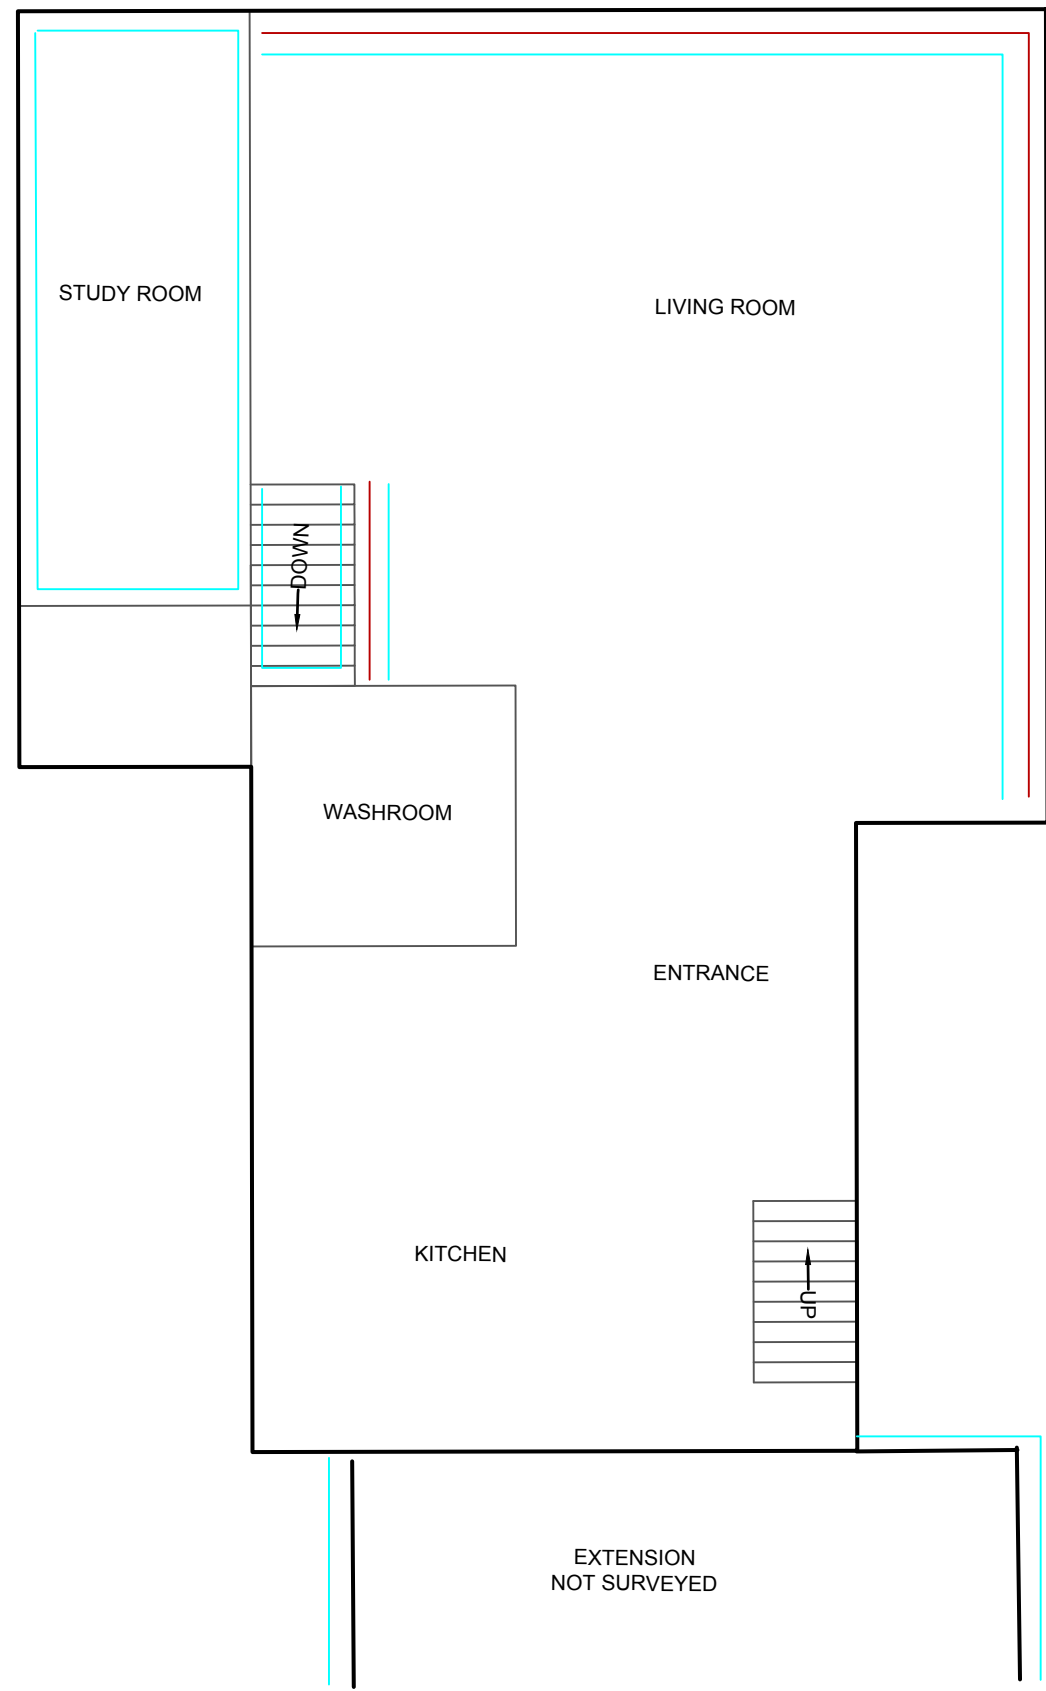 STUDY ROOM
LIVING ROOM
DOWN
WASHROOM
ENTRANCE
KITCHEN
UP
EXTENSION
NOT SURVEYED